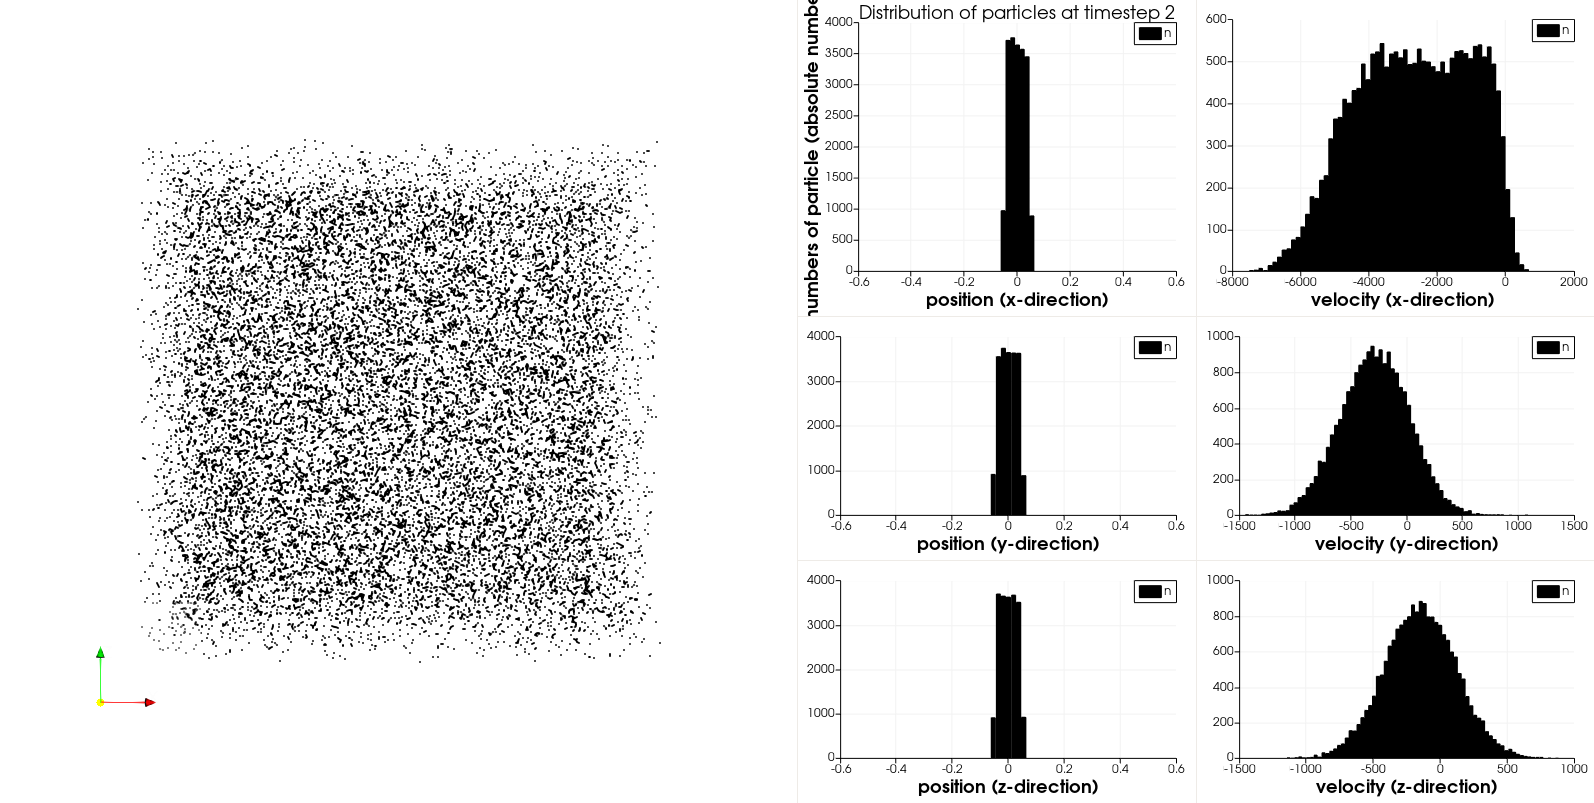 Distribution of particles at timestep 2
numbers of particle (absolute numbe
4000
3500
3000
2500
2000
1500
1000
500
0
-0.6 -0.4 -0.2 0 0.2 0.4 0.6
position (x-direction)
n
600
500
400
300
200
100
0
-8000 -6000 -4000 -2000 0 2000
velocity (x-direction)
n
4000
3000
2000
1000
0
-0.6 -0.4 -0.2 0 0.2 0.4 0.6
position (y-direction)
n
1000
800
600
400
200
0
-1500 -1000 -500 0 500 1000 1500
velocity (y-direction)
n
4000
3000
2000
1000
0
-0.6 -0.4 -0.2 0 0.2 0.4 0.6
position (z-direction)
n
1000
800
600
400
200
0
-1500 -1000 -500 0 500 1000
velocity (z-direction)
n